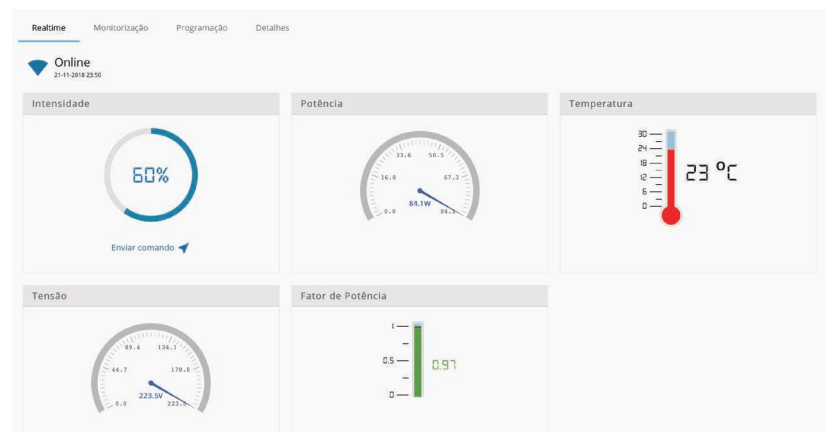 Realtime Monitorização Programação Detalhes
Online
21-11-2018 23:50
Intensidade
60%
Enviar comando
Potência
33.6 50.5
16.8 67.3
84.1W
0.0 84.1
Temperatura
30
24
18
12
6
0
23 °C
Tensão
89.4 134.1
44.7 178.8
223.5V
0.0 223.5
Fator de Potência
1
0.5
0
0.97